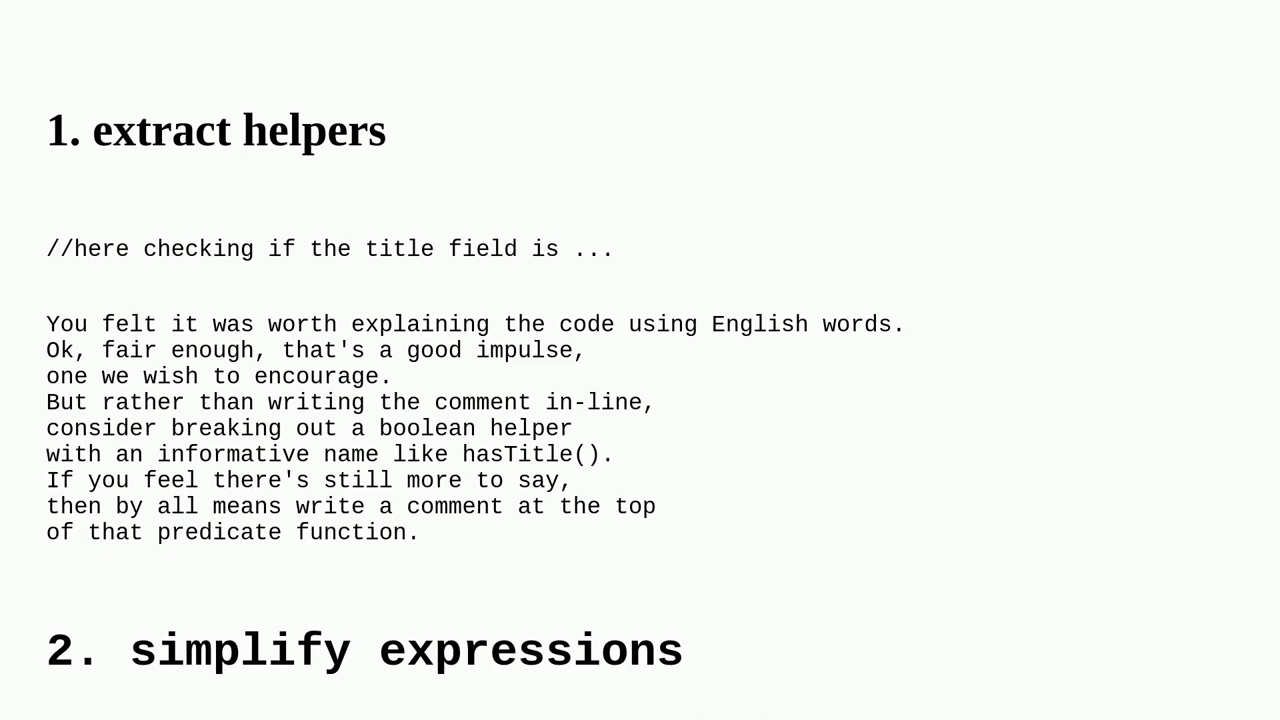 1. extract helpers
//here checking if the title field is ...
You felt it was worth explaining the code using English words.
Ok, fair enough, that's a good impulse,
one we wish to encourage.
But rather than writing the comment in-line,
consider breaking out a boolean helper
with an informative name like hasTitle().
If you feel there's still more to say,
then by all means write a comment at the top
of that predicate function.
2. simplify expressions